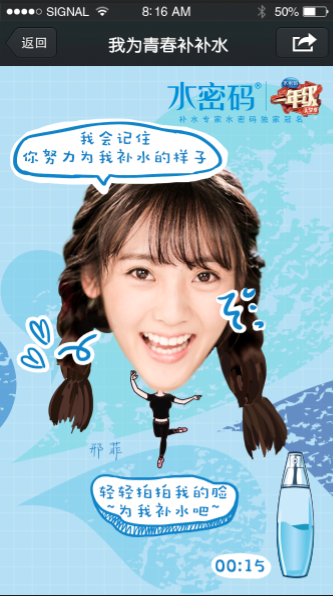 SIGNAL 8:16 AM 50%
返回 我为青春补补水
水密码® 一年级
补水专家水密码独家冠名
我会记住
你努力为我补水的样子
邢菲
轻轻拍拍我的脸
~为我补水吧~
00:15